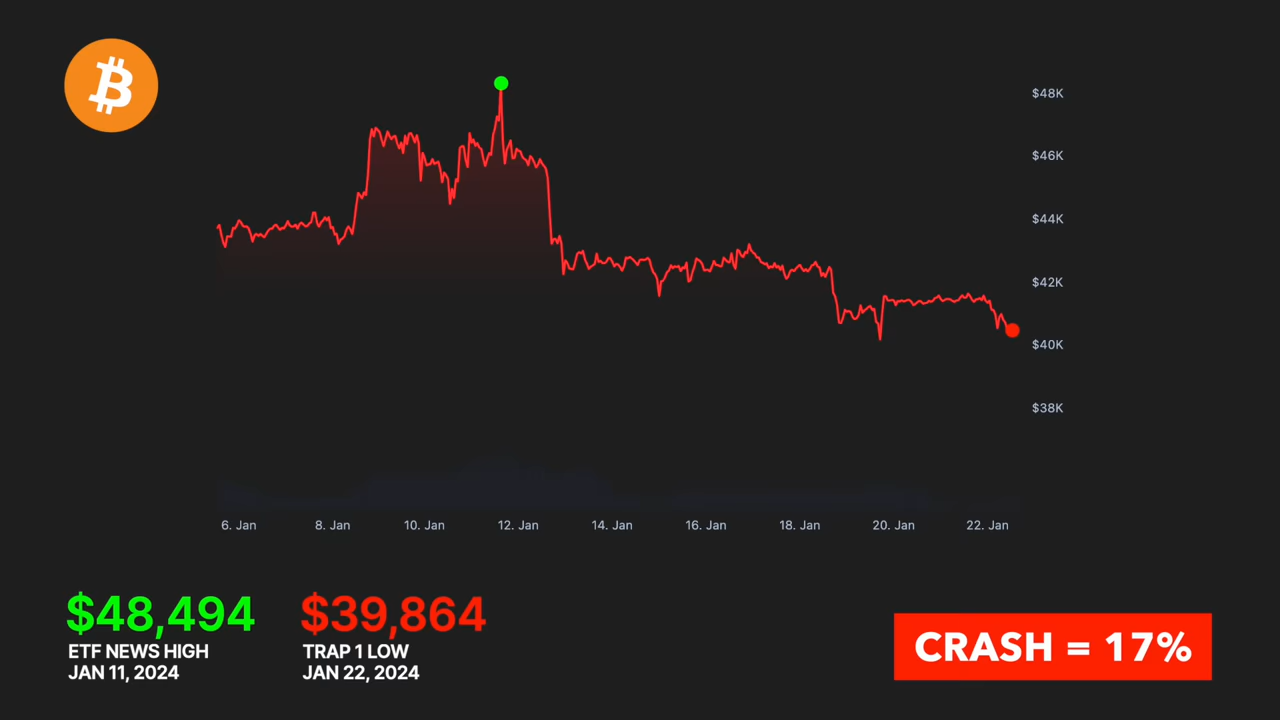 $48K
$46K
$44K
$42K
$40K
$38K
6. Jan 8. Jan 10. Jan 12. Jan 14. Jan 16. Jan 18. Jan 20. Jan 22. Jan
$48,494
ETF NEWS HIGH
JAN 11, 2024
$39,864
TRAP 1 LOW
JAN 22, 2024
CRASH = 17%